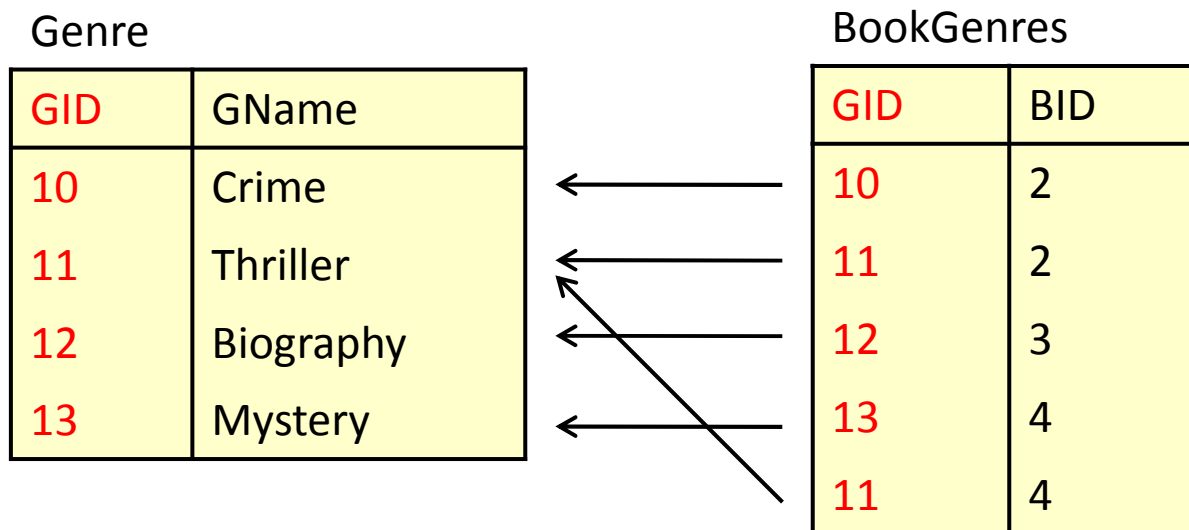 Genre
GID GName
10 Crime
11 Thriller
12 Biography
13 Mystery
BookGenres
GID BID
10 2
11 2
12 3
13 4
11 4